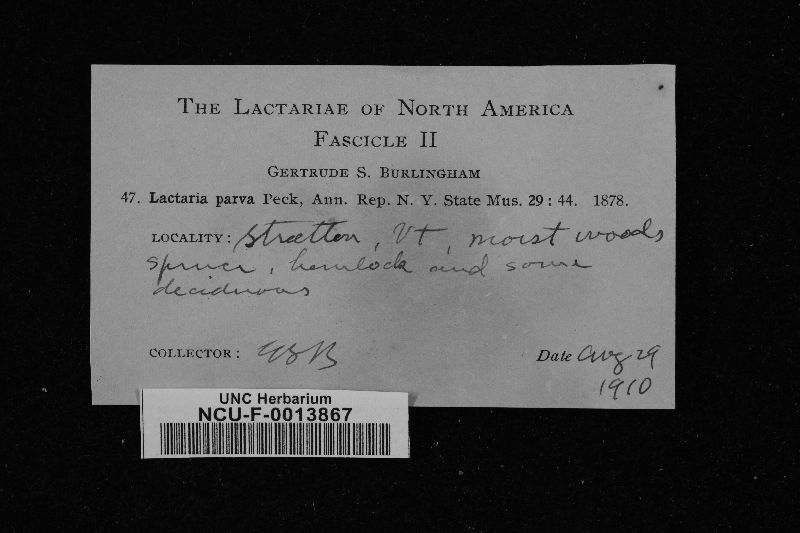 THE LACTARIAE OF NORTH AMERICA
FASCICLE II
GERTRUDE S. BURLINGHAM
47. Lactaria parva Peck, Ann. Rep. N. Y. State Mus. 29 : 44. 1878.
LOCALITY: Stratton, Vt, moist woods
spruce, hemlock and some
deciduous
COLLECTOR: GSB
Date Aug 29
1910
UNC Herbarium
NCU-F-0013867